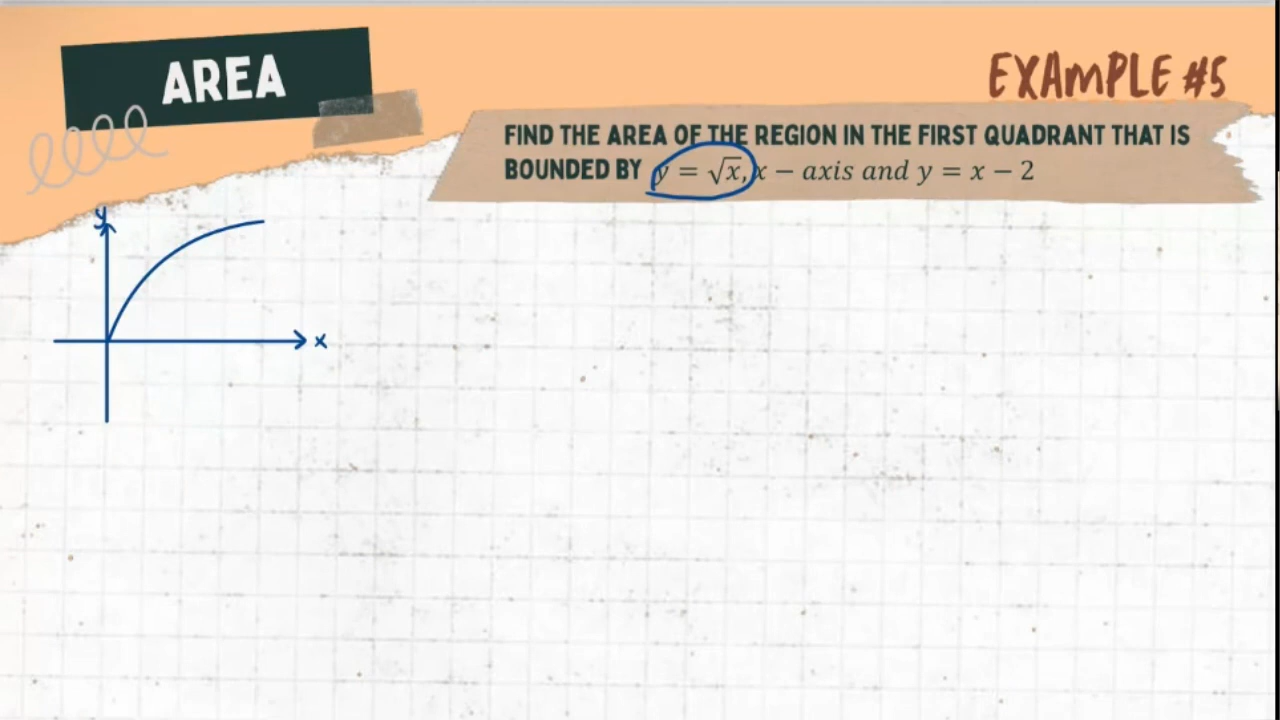 AREA
EXAMPLE #5
FIND THE AREA OF THE REGION IN THE FIRST QUADRANT THAT IS
BOUNDED BY y = √x, x − axis and y = x − 2
y
x